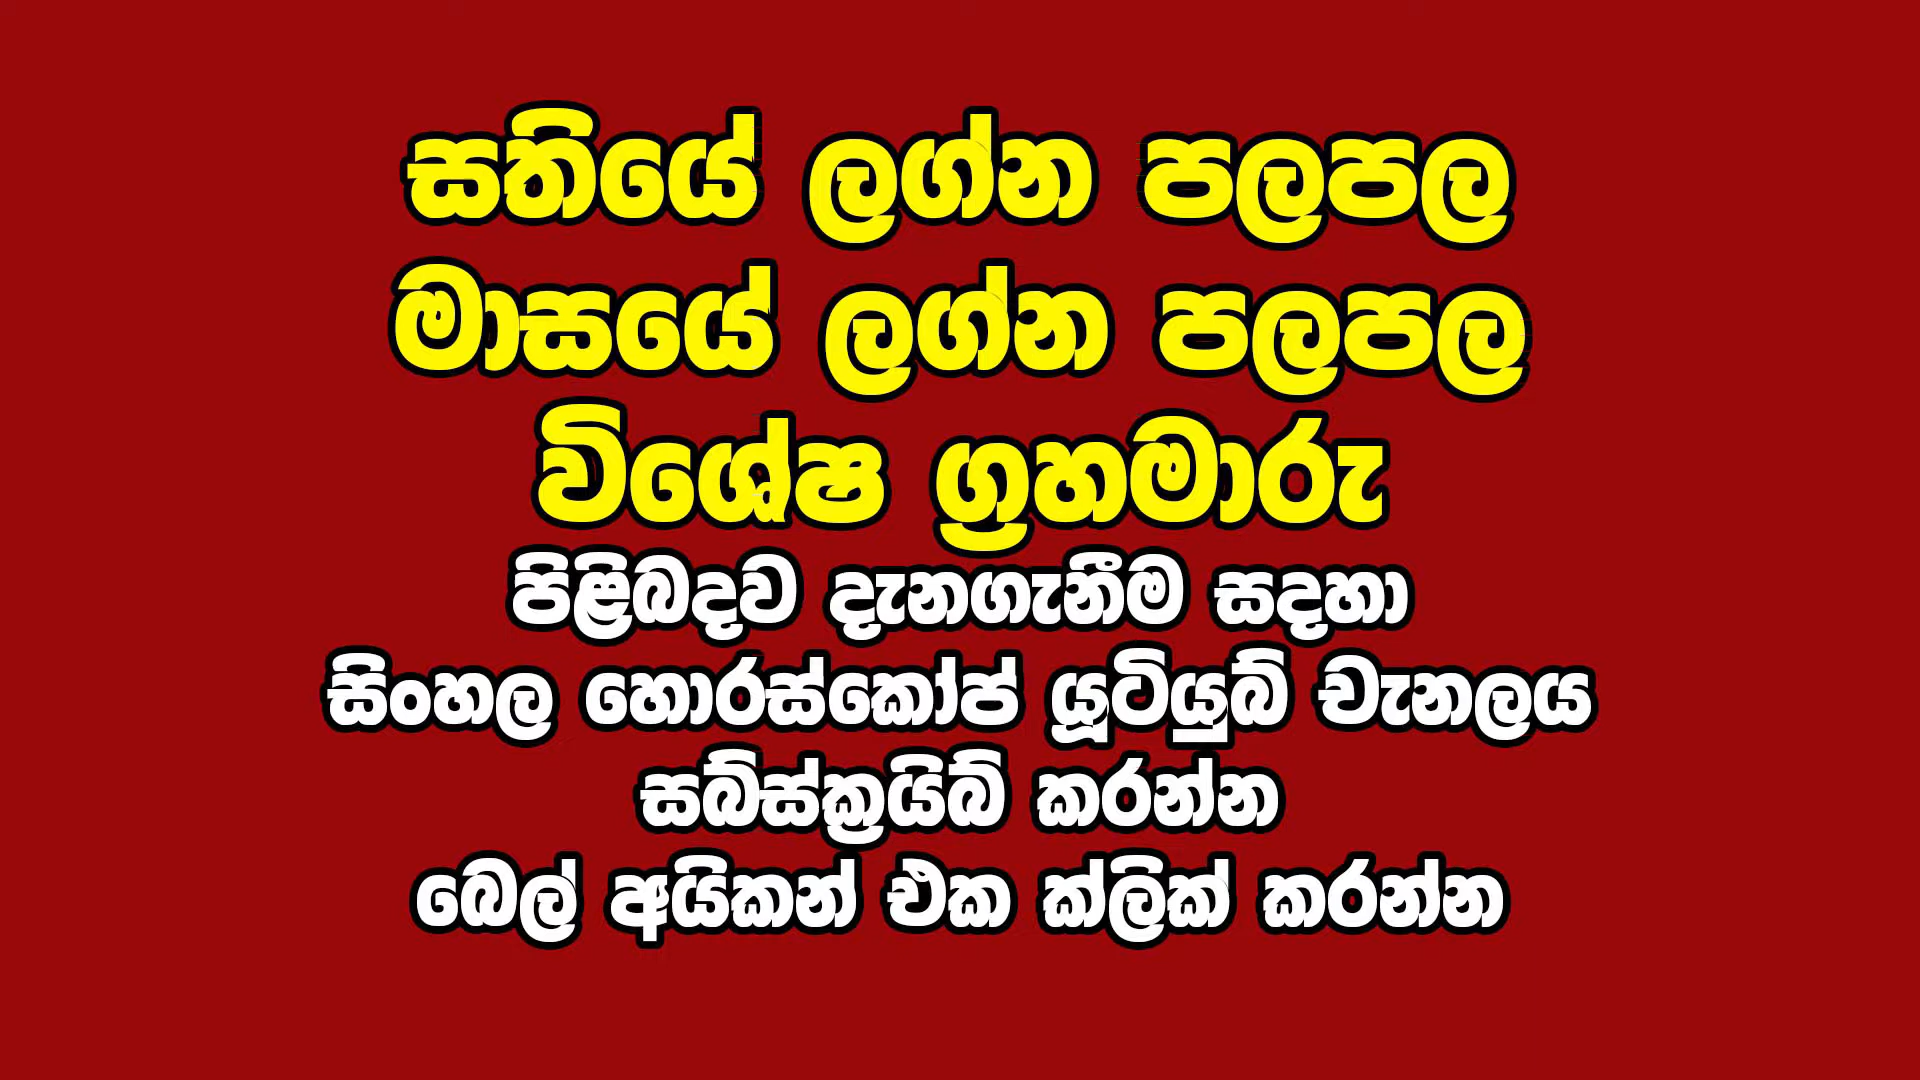 සතියේ ලග්න පලපල
මාසයේ ලග්න පලපල
විශේෂ ග්‍රහමාරු
පිළිබදව දැනගැනීම සදහා
සිංහල හොරස්කෝප් යූටියුබ් චැනලය
සබ්ස්ක්‍රයිබ් කරන්න
බෙල් අයිකන් එක ක්ලික් කරන්න